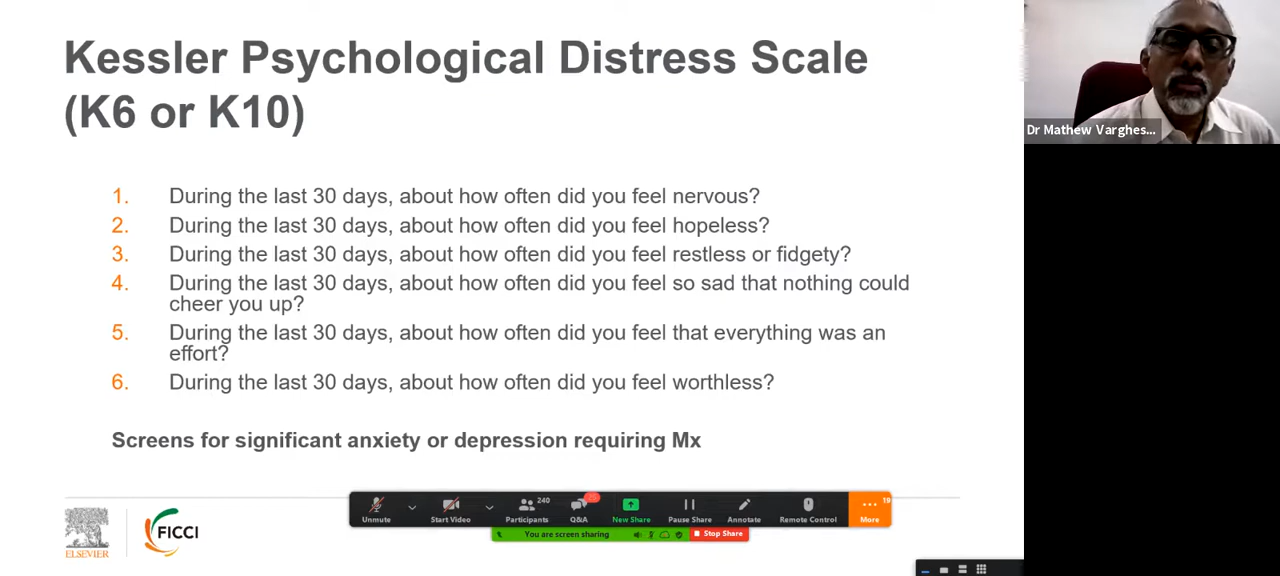 Kessler Psychological Distress Scale
(K6 or K10)
Dr Mathew Varghes...
1. During the last 30 days, about how often did you feel nervous?
2. During the last 30 days, about how often did you feel hopeless?
3. During the last 30 days, about how often did you feel restless or fidgety?
4. During the last 30 days, about how often did you feel so sad that nothing could
cheer you up?
5. During the last 30 days, about how often did you feel that everything was an
effort?
6. During the last 30 days, about how often did you feel worthless?
Screens for significant anxiety or depression requiring Mx
ELSEVIER
FICCI
240
19
Unmute
Start Video
Participants
Q&A
New Share
Pause Share
Annotate
Remote Control
More
You are screen sharing
Stop Share